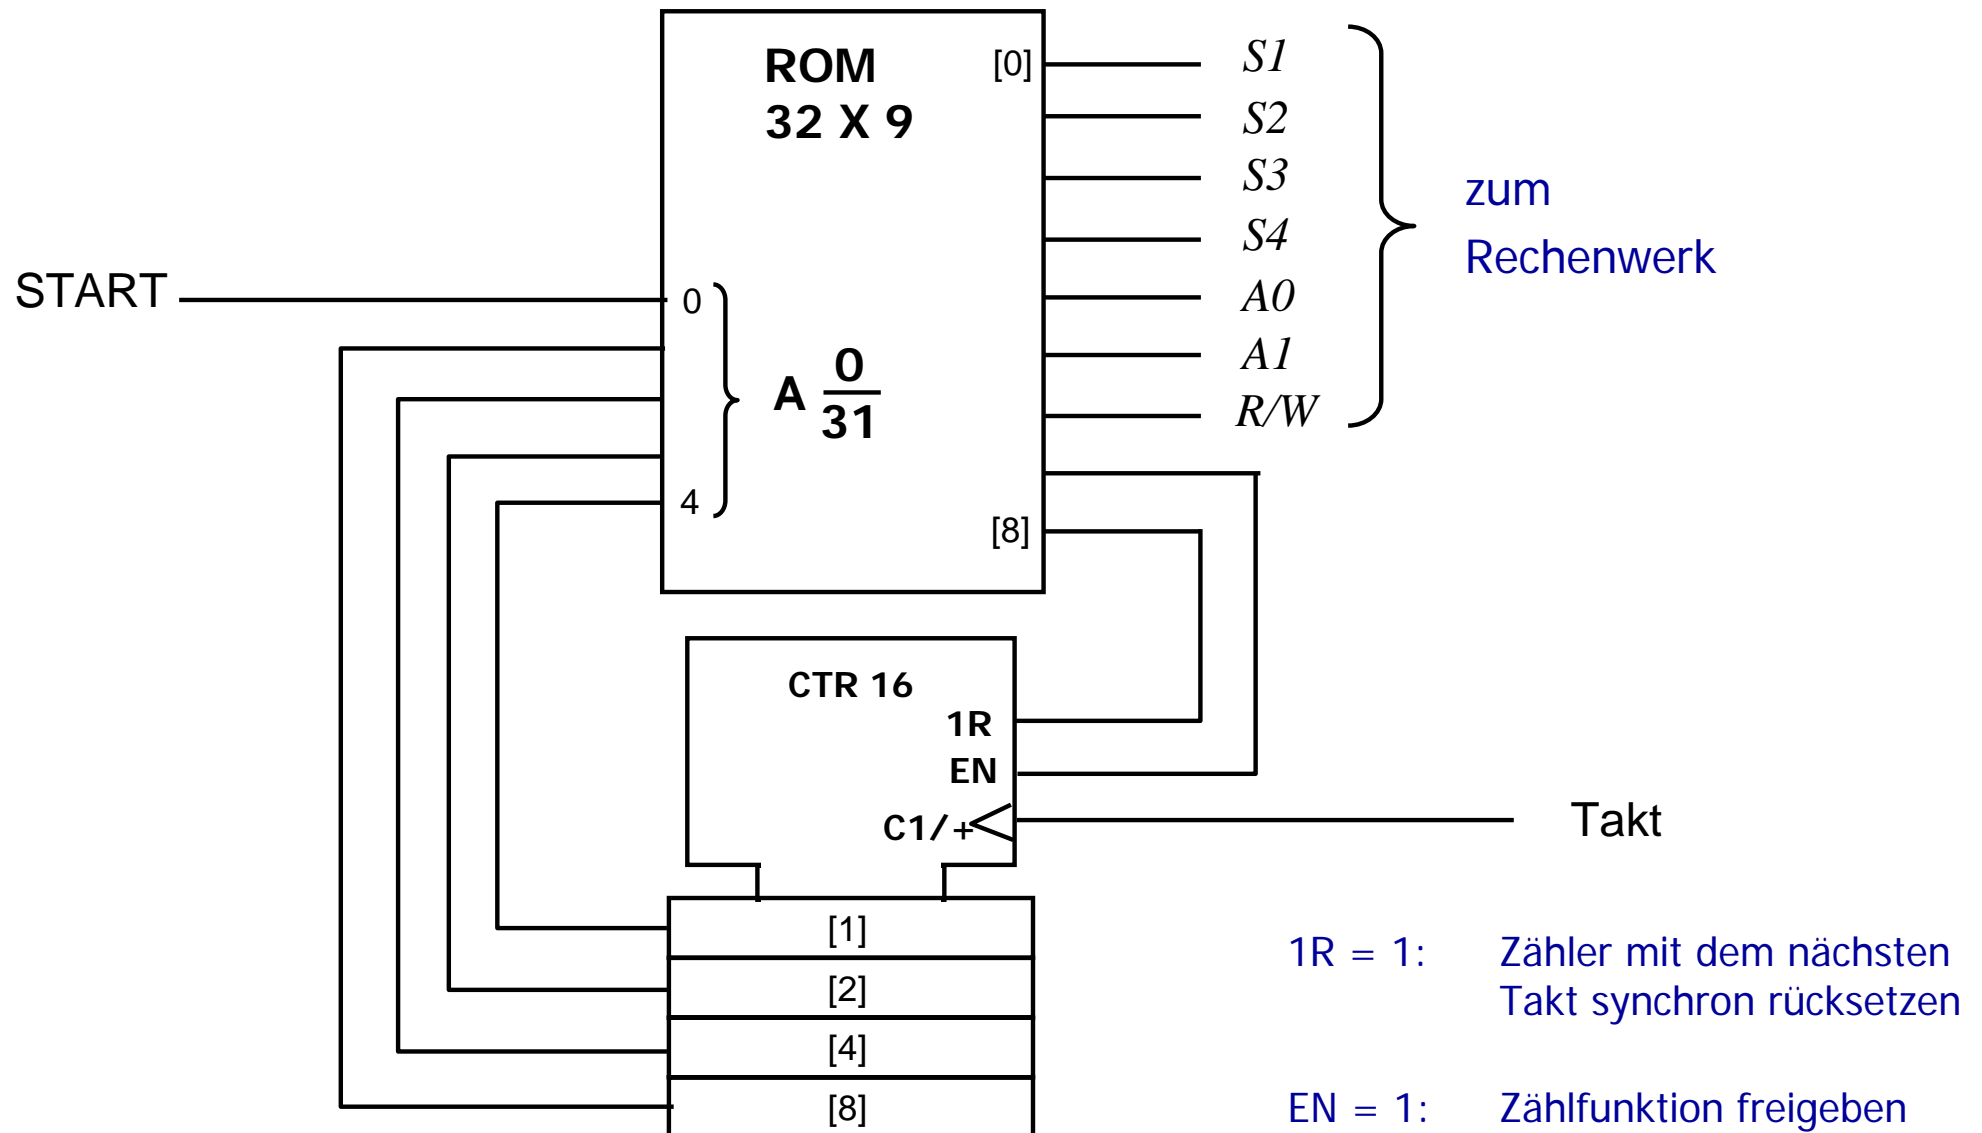 ROM
32 X 9
[0]
S1
S2
S3
S4
A0
A1
R/W
zum
Rechenwerk
START
0
A 0
31
4
[8]
CTR 16
1R
EN
C1/+
Takt
[1]
[2]
[4]
[8]
1R = 1: Zähler mit dem nächsten
Takt synchron rücksetzen
EN = 1: Zählfunktion freigeben